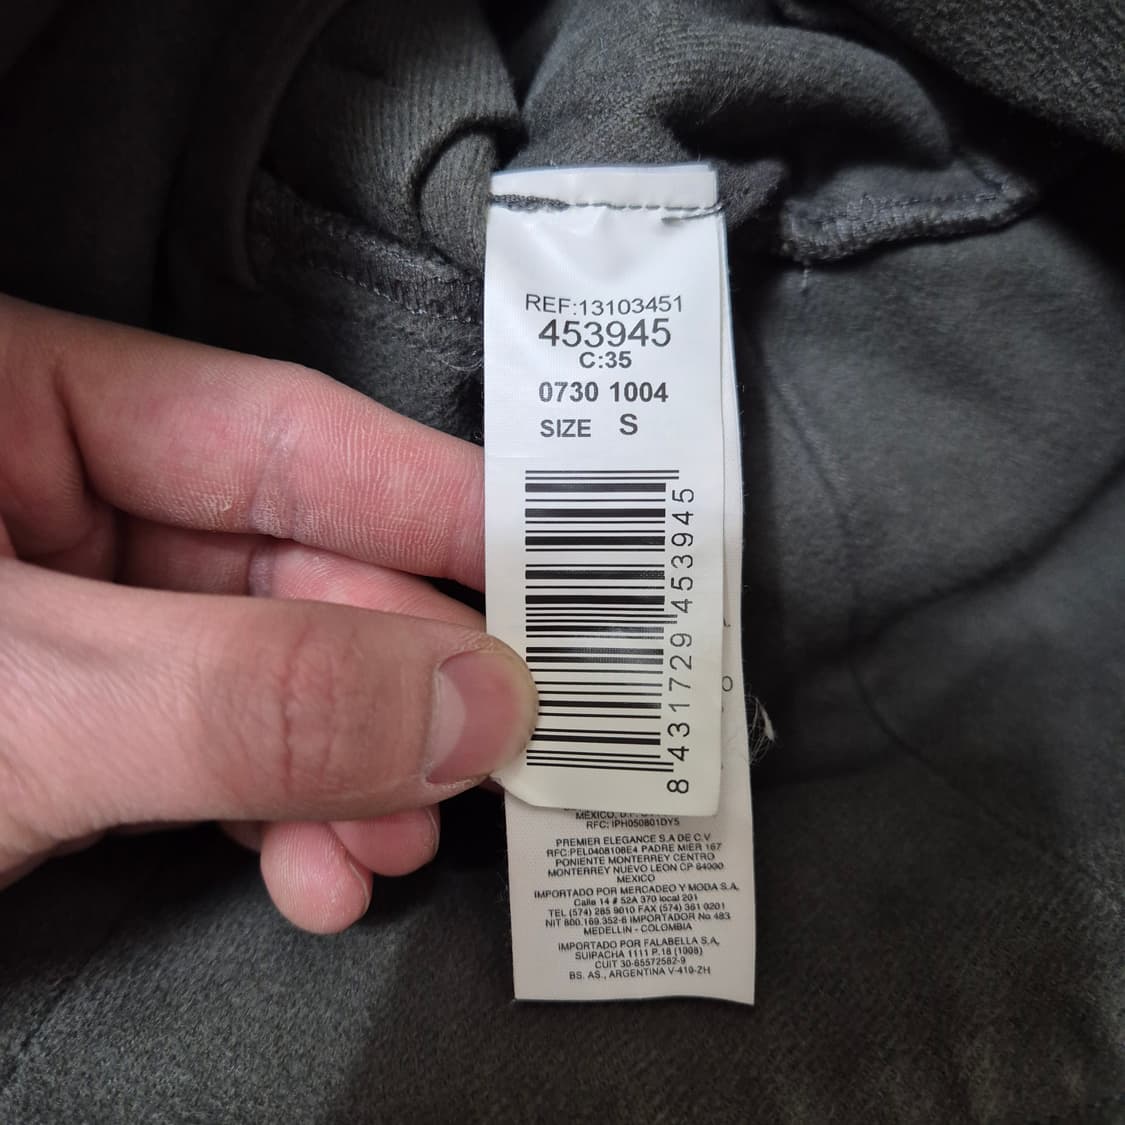 REF:13103451
453945
C:35
0730 1004
SIZE S
8 431729 453945
MEXICO, D.F.
RFC: IPH050801DY5
PREMIER ELEGANCE S.A DE C.V
RFC:PEL0408108E4 PADRE MIER 167
PONIENTE MONTERREY CENTRO
MONTERREY NUEVO LEON CP 64000
MEXICO
IMPORTADO POR MERCADEO Y MODA S.A.
Calle 14 # 52A 370 local 201
TEL (574) 285 9010 FAX (574) 361 0201
NIT 800.169.352-6 IMPORTADOR No 483
MEDELLIN - COLOMBIA
IMPORTADO POR FALABELLA S.A,
SUIPACHA 1111 P.18 (1008)
CUIT 30-65572582-9
BS. AS., ARGENTINA V-419-ZH